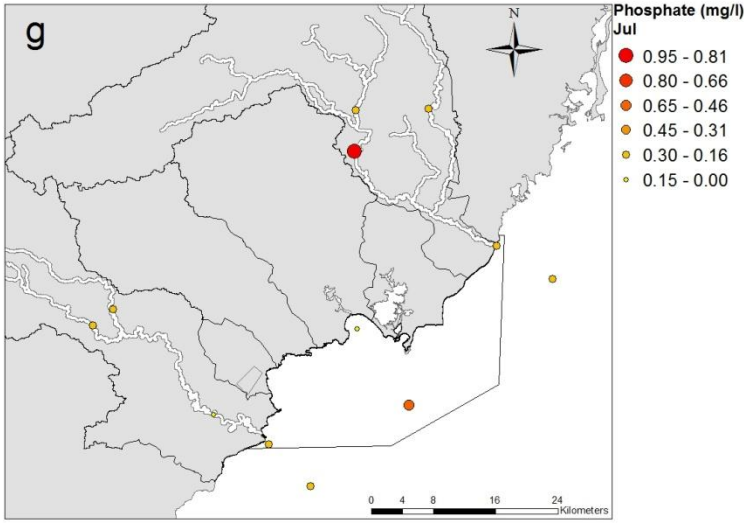 g
N
Phosphate (mg/l)
Jul
0.95 - 0.81
0.80 - 0.66
0.65 - 0.46
0.45 - 0.31
0.30 - 0.16
0.15 - 0.00
0 4 8 16 24
Kilometers